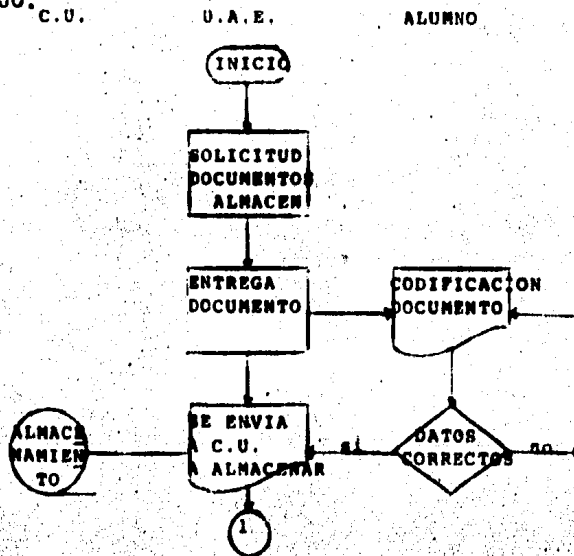 C.U. U.A.E. ALUMNO
INICIO
SOLICITUD
DOCUMENTOS
ALMACEN
ENTREGA
DOCUMENTO
CODIFICACION
DOCUMENTO
ALMACE
NAMIEN
TO
SE ENVIA
A C.U.
A ALMACENAR
si
DATOS
CORRECTOS
no
1